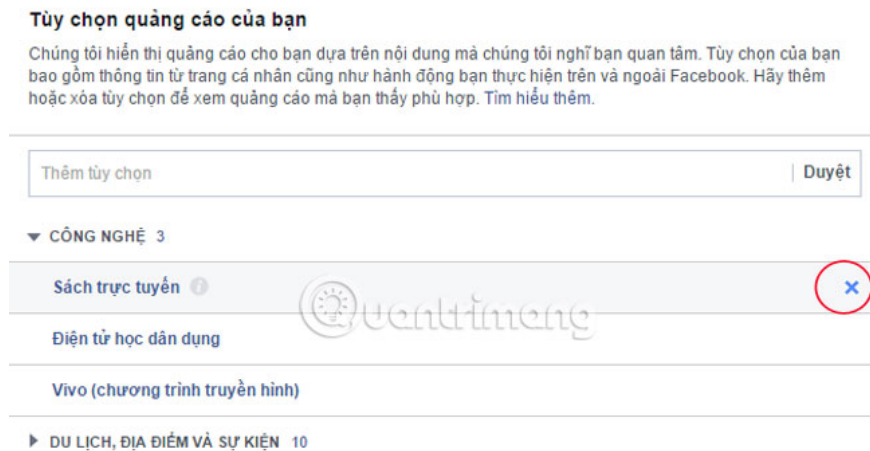 Tùy chọn quảng cáo của bạn
Chúng tôi hiển thị quảng cáo cho bạn dựa trên nội dung mà chúng tôi nghĩ bạn quan tâm. Tùy chọn của bạn
bao gồm thông tin từ trang cá nhân cũng như hành động bạn thực hiện trên và ngoài Facebook. Hãy thêm
hoặc xóa tùy chọn để xem quảng cáo mà bạn thấy phù hợp. Tìm hiểu thêm.
Thêm tùy chọn Duyệt
CÔNG NGHỆ 3
Sách trực tuyến
Quantrimang
Điện tử học dân dụng
Vivo (chương trình truyền hình)
DU LỊCH, ĐỊA ĐIỂM VÀ SỰ KIỆN 10